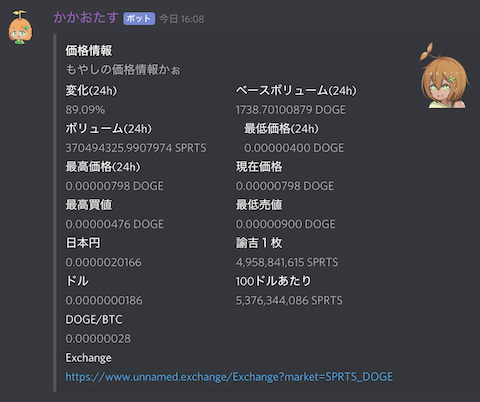 かかおたす ボット 今日 16:08
価格情報
もやしの価格情報かぉ
変化(24h) ベースボリューム(24h)
89.09% 1738.70100879 DOGE
ボリューム(24h) 最低価格(24h)
370494325.9907974 SPRTS 0.00000400 DOGE
最高価格(24h) 現在価格
0.00000798 DOGE 0.00000798 DOGE
最高買値 最低売値
0.00000476 DOGE 0.00000900 DOGE
日本円 諭吉１枚
0.0000020166 4,958,841,615 SPRTS
ドル 100ドルあたり
0.0000000186 5,376,344,086 SPRTS
DOGE/BTC
0.00000028
Exchange
https://www.unnamed.exchange/Exchange?market=SPRTS_DOGE